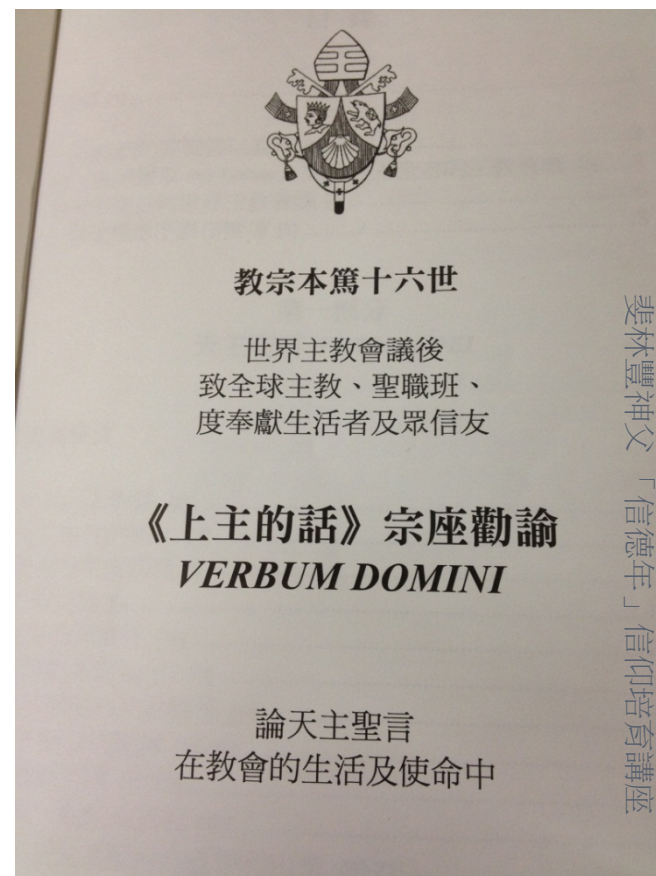 教宗本篤十六世
世界主教會議後
致全球主教、聖職班、
度奉獻生活者及眾信友
《上主的話》宗座勸諭
VERBUM DOMINI
論天主聖言
在教會的生活及使命中
斐林豐神父「信德年」信仰培育講座